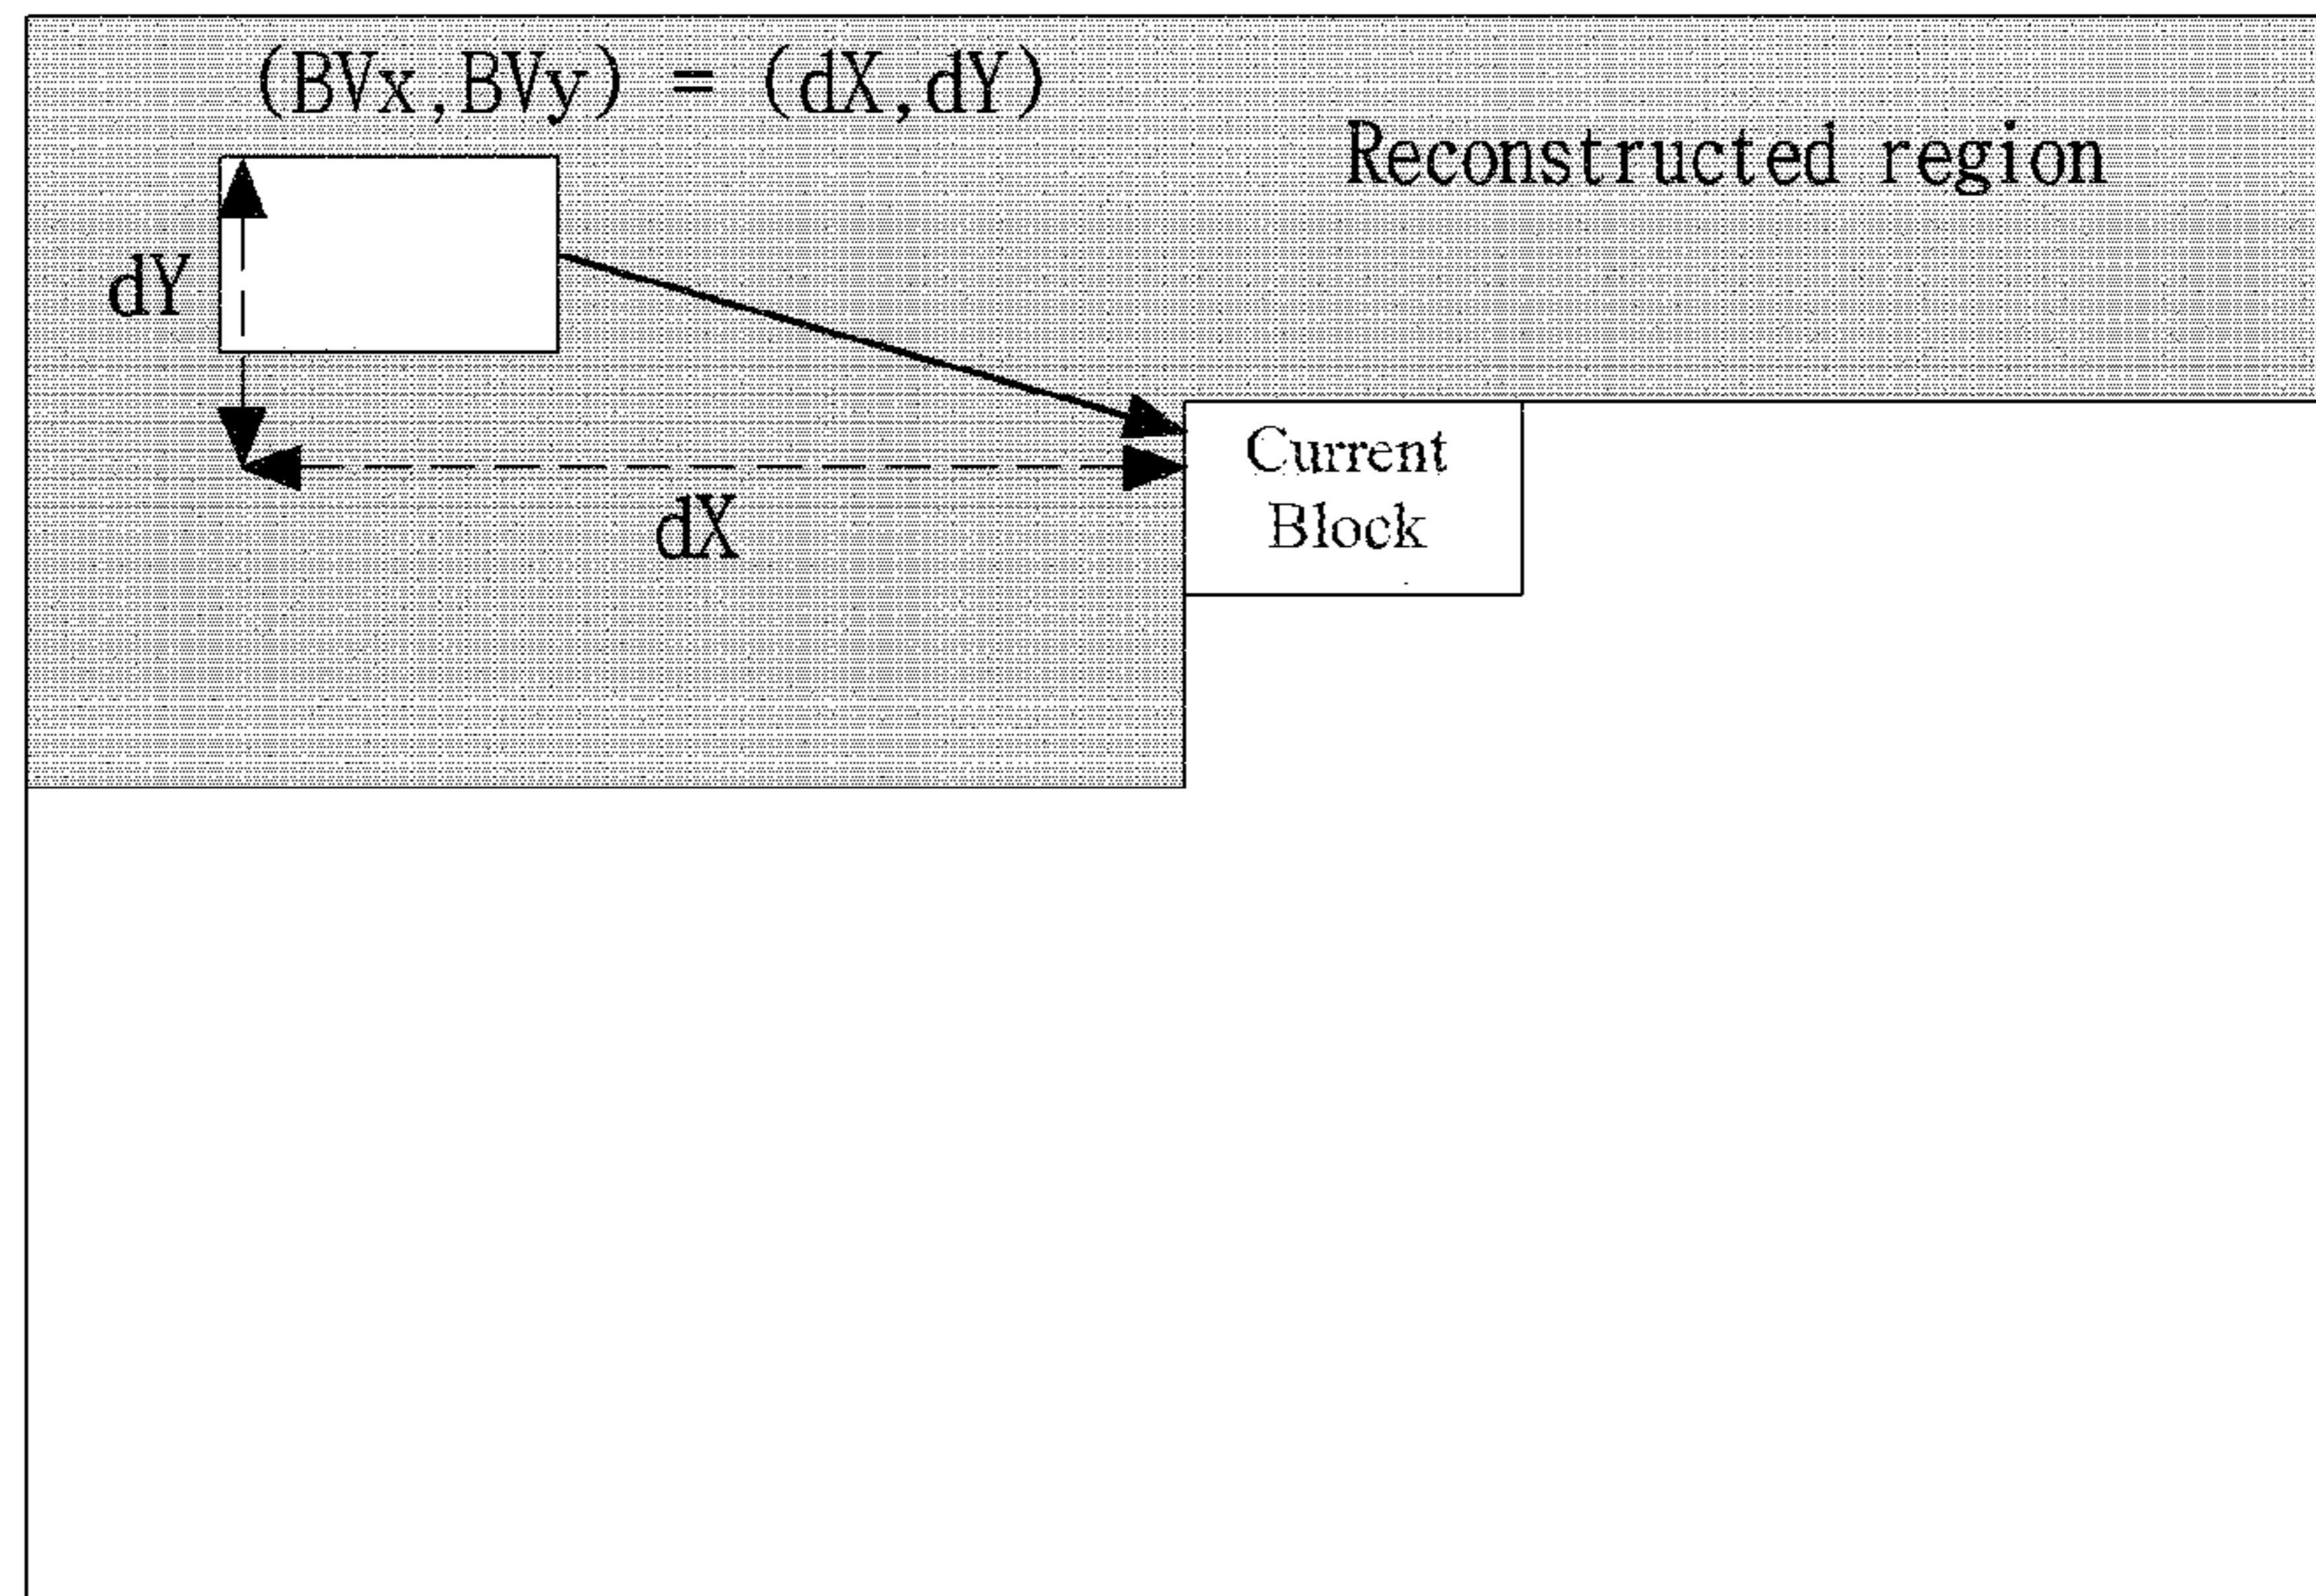 (BVx,BVy) = (dX,dY)
Reconstructed region
dY
Current
Block
dX